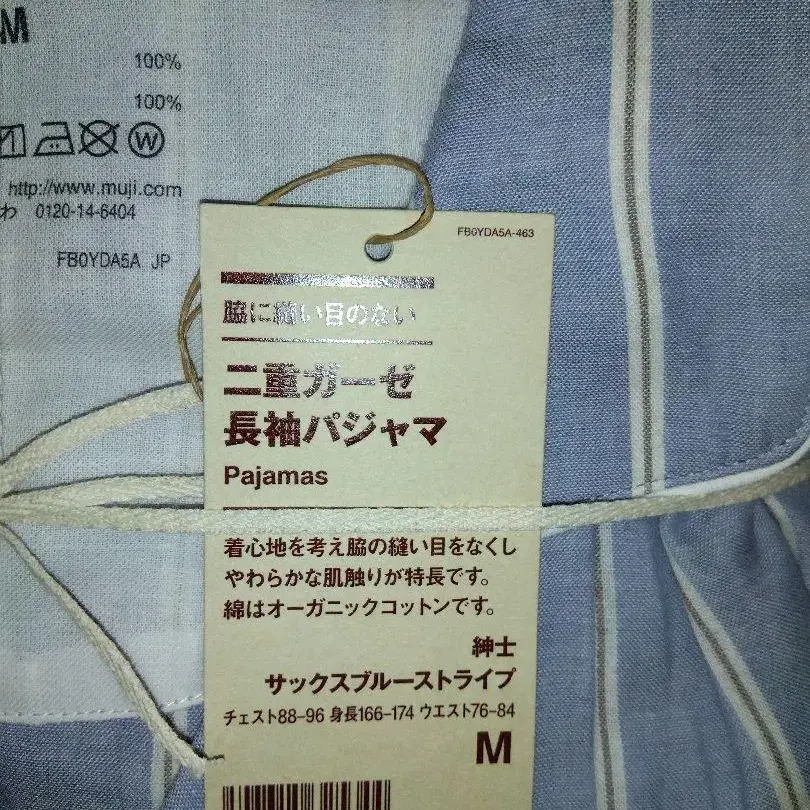 M
100%
100%
W
http://www.muji.com
わ 0120-14-6404
FB0YDA5A JP
FB0YDA5A-463
脇に縫い目のない
二重ガーゼ
長袖パジャマ
Pajamas
着心地を考え脇の縫い目をなくし
やわらかな肌触りが特長です。
綿はオーガニックコットンです。
紳士
サックスブルーストライプ
チェスト88-96 身長166-174 ウエスト76-84
M